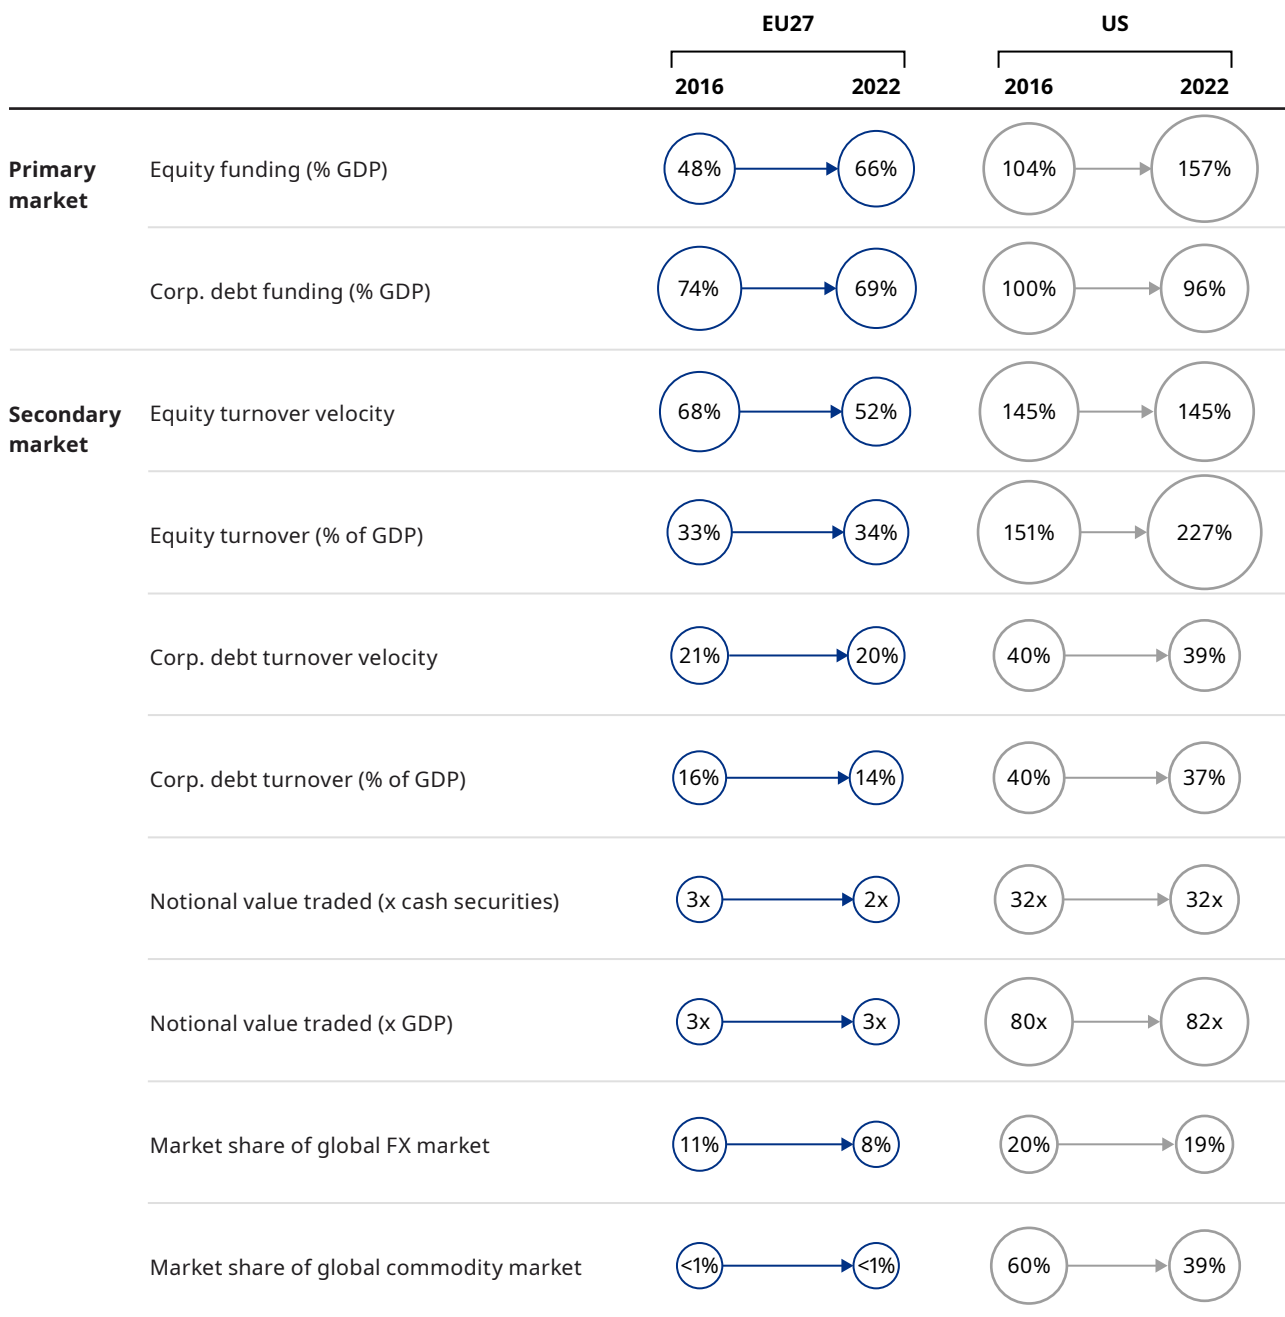 EU27 US
2016 2022 2016 2022
Primary
market
Equity funding (% GDP) 48% 66% 104% 157%
Corp. debt funding (% GDP) 74% 69% 100% 96%
Secondary
market
Equity turnover velocity 68% 52% 145% 145%
Equity turnover (% of GDP) 33% 34% 151% 227%
Corp. debt turnover velocity 21% 20% 40% 39%
Corp. debt turnover (% of GDP) 16% 14% 40% 37%
Notional value traded (x cash securities) 3x 2x 32x 32x
Notional value traded (x GDP) 3x 3x 80x 82x
Market share of global FX market 11% 8% 20% 19%
Market share of global commodity market <1% <1% 60% 39%